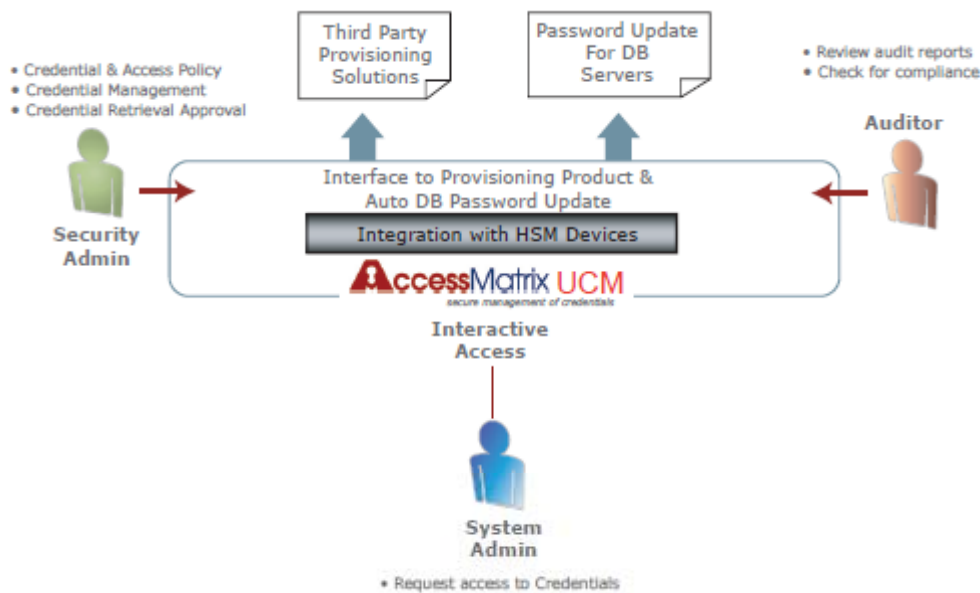 Third Party
Provisioning
Solutions
Password Update
For DB
Servers
• Credential & Access Policy
• Credential Management
• Credential Retrieval Approval
• Review audit reports
• Check for compliance
Auditor
Security
Admin
Interface to Provisioning Product &
Auto DB Password Update
Integration with HSM Devices
AccessMatrix UCM
secure management of credentials
Interactive
Access
System
Admin
• Request access to Credentials